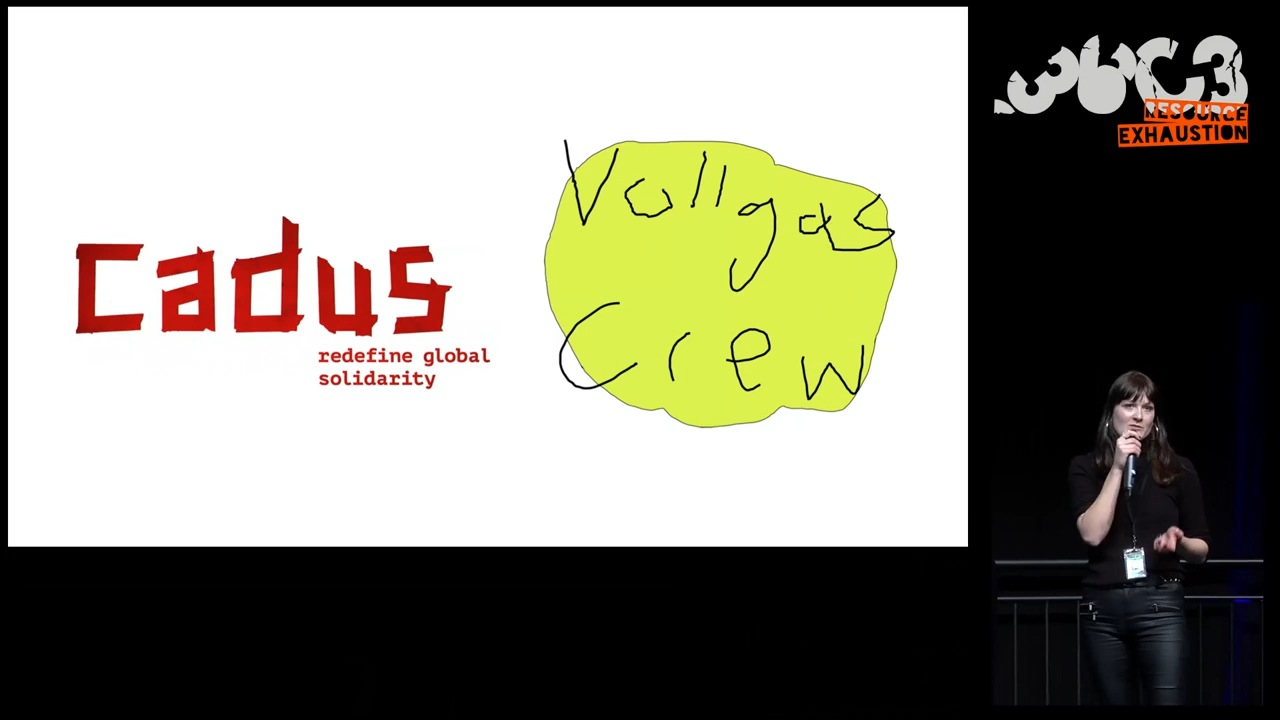 cadus
redefine global
solidarity
Vollgas
Crew
36C3
RESOURCE
EXHAUSTION